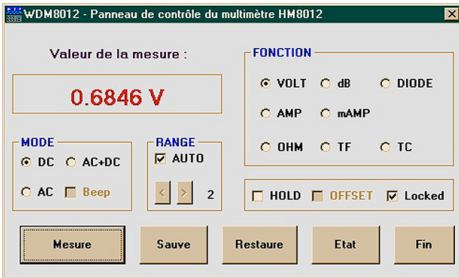 WDM8012 - Panneau de contrôle du multimètre HM8012
Valeur de la mesure :
0.6846 V
FONCTION
VOLT dB DIODE
AMP mAMP
OHM TF TC
MODE
DC AC+DC
AC Beep
RANGE
AUTO
< > 2
HOLD OFFSET Locked
Mesure Sauve Restaure Etat Fin